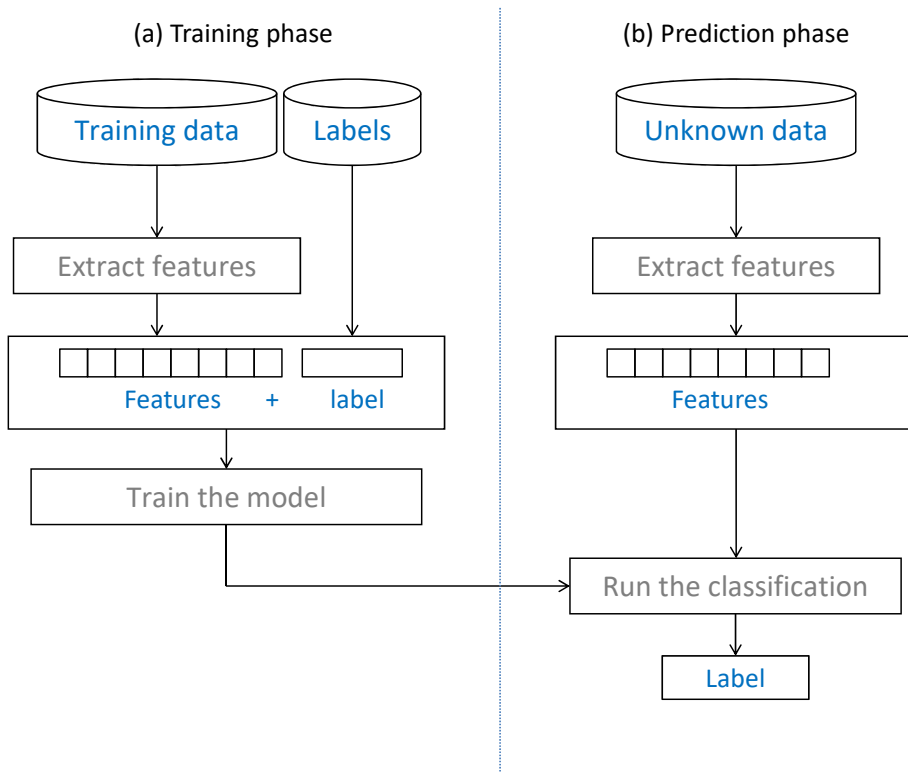 (a) Training phase
Training data
Labels
Extract features
Features + label
Train the model
(b) Prediction phase
Unknown data
Extract features
Features
Run the classification
Label